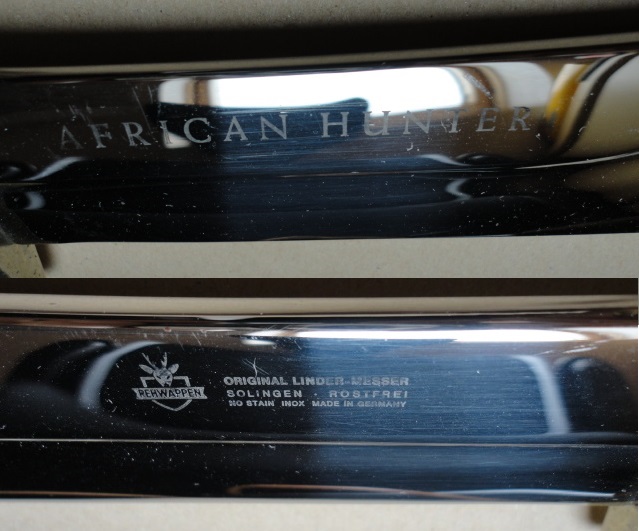 AFRICAN HUNTER
REHWAPPEN
ORIGINAL LINDER-MESSER
SOLINGEN · ROSTFREI
NO STAIN INOX MADE IN GERMANY